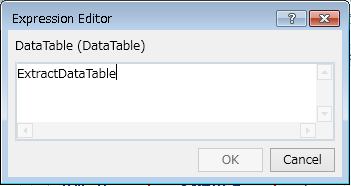 Expression Editor
DataTable (DataTable)
ExtractDataTable
OK
Cancel